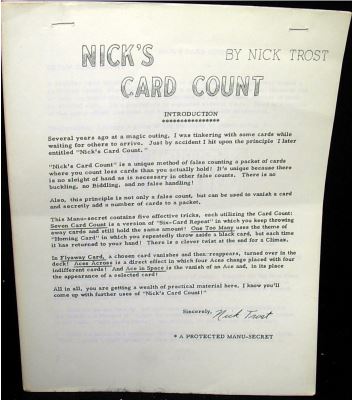 NICK'S BY NICK TROST
CARD COUNT
INTRODUCTION
****************
Several years ago at a magic outing, I was tinkering with some cards while
waiting for others to arrive. Just by accident I hit upon the principle I later
entitled "Nick's Card Count."
"Nick's Card Count" is a unique method of false counting a packet of cards
where you count less cards than you actually hold! It's unique because there
is no sleight of hand as is necessary in other false counts. There is no
buckling, no Biddling, and no false handling!
Also, this principle is not only a false count, but can be used to vanish a card
and secretly add a number of cards to a packet.
This Manu-secret contains five effective tricks, each utilizing the Card Count:
Seven Card Count is a version of "Six-Card Repeat" in which you keep throwing
away cards and still hold the same amount! One Too Many uses the theme of
"Homing Card" in which you repeatedly throw aside a black card, but each time
it has returned to your hand! There is a clever twist at the end for a Climax.
In Flyaway Card, a chosen card vanishes and then reappears, turned over in the
deck! Aces Across is a direct effect in which four Aces change placed with four
indifferent cards! And Ace in Space is the vanish of an Ace and, in its place
the appearance of a selected card!
All in all, you are getting a wealth of practical material here. I know you'll
come up with further uses of "Nick's Card Count!"
Sincerely, Nick Trost
* A PROTECTED MANU-SECRET